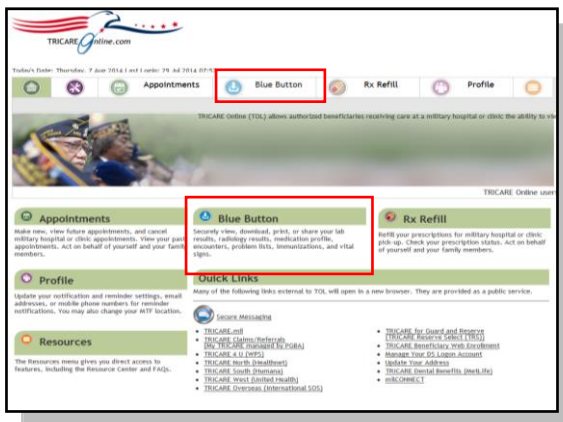 TRICARE Online.com
Today's Date: Thursday, 7 Aug 2014 Last Login: 29 Jul 2014 07:52
Appointments Blue Button Rx Refill Profile
TRICARE Online (TOL) allows authorized beneficiaries receiving care at a military hospital or clinic the ability to vie
TRICARE Online user
Appointments
Make new, view future appointments, and cancel
military hospital or clinic appointments. View your past
appointments. Act on behalf of yourself and your family
members.
Blue Button
Securely view, download, print, or share your lab
results, radiology results, medication profile,
encounters, problem lists, immunizations, and vital
signs.
Rx Refill
Refill your prescriptions for military hospital or clinic
pick-up. Check your prescription status. Act on behalf
of yourself and your family members.
Profile
Update your notification and reminder settings, email
addresses, or mobile phone numbers for reminder
notifications. You may also change your MTF location.
Resources
The Resources menu gives you direct access to
features, including the Resource Center and FAQs.
Quick Links
Many of the following links external to TOL will open in a new browser. They are provided as a public service.
Secure Messaging
TRICARE.mil
TRICARE Claims/Referrals
(My TRICARE managed by PGBA)
TRICARE 4 U (WPS)
TRICARE North (Healthnet)
TRICARE South (Humana)
TRICARE West (United Health)
TRICARE Overseas (International SOS)
TRICARE for Guard and Reserve
(TRICARE Reserve Select [TRS])
TRICARE Beneficiary Web Enrollment
Manage Your DS Logon Account
Update Your Address
TRICARE Dental Benefits (MetLife)
milCONNECT